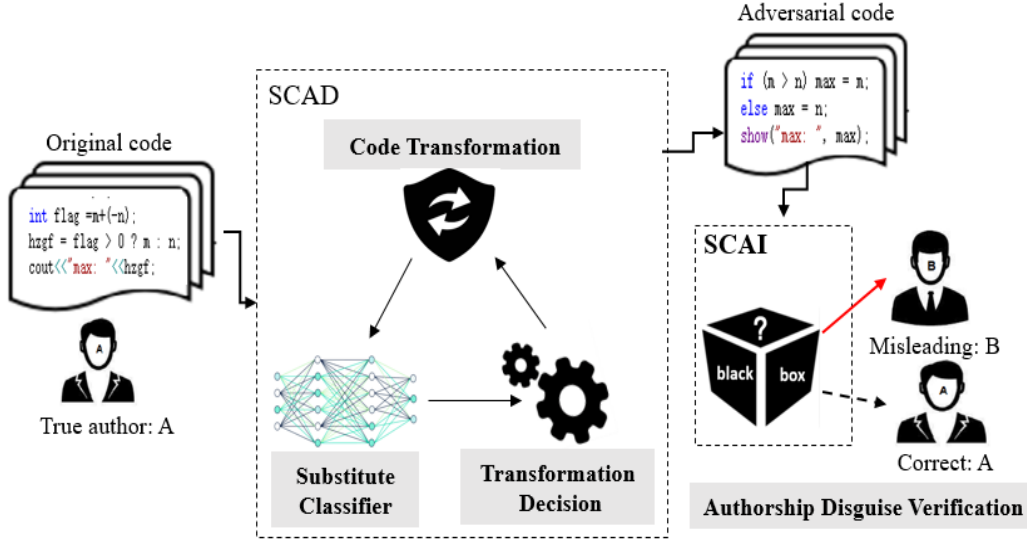 Original code
int flag =m+(-n);
hzgf = flag > 0 ? m : n;
cout<<"max: "<<hzgf;
A
True author: A
SCAD
Code Transformation
Substitute
Classifier
Transformation
Decision
Adversarial code
if (m > n) max = m;
else max = n;
show("max: ", max);
SCAI
?
black
box
B
Misleading: B
A
Correct: A
Authorship Disguise Verification